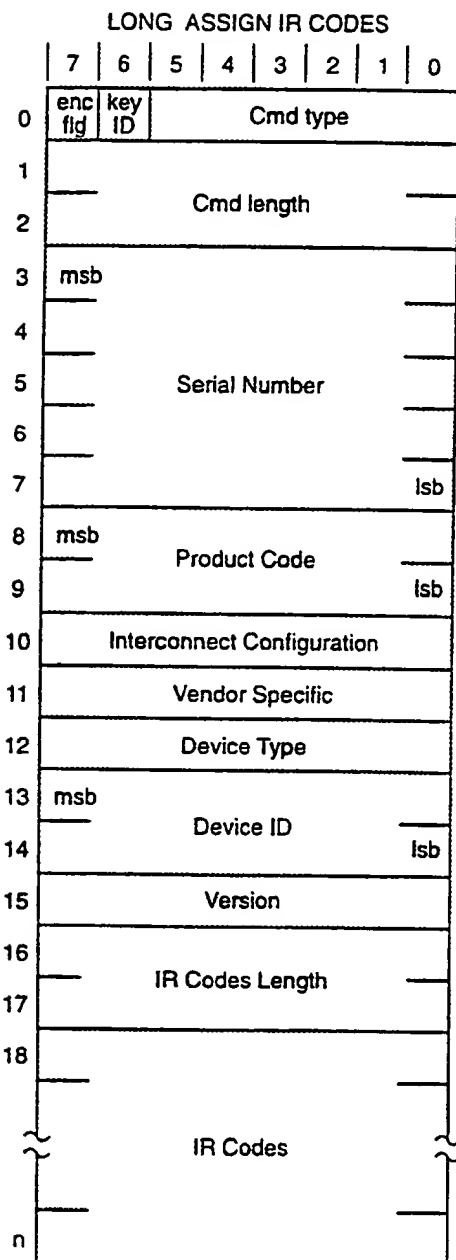 LONG ASSIGN IR CODES
7 6 5 4 3 2 1 0
0 enc flg key ID Cmd type
1
Cmd length
2
3 msb
4
5 Serial Number
6
7 lsb
8 msb
Product Code
9 lsb
10 Interconnect Configuration
11 Vendor Specific
12 Device Type
13 msb
Device ID
14 lsb
15 Version
16
IR Codes Length
17
18
IR Codes
n